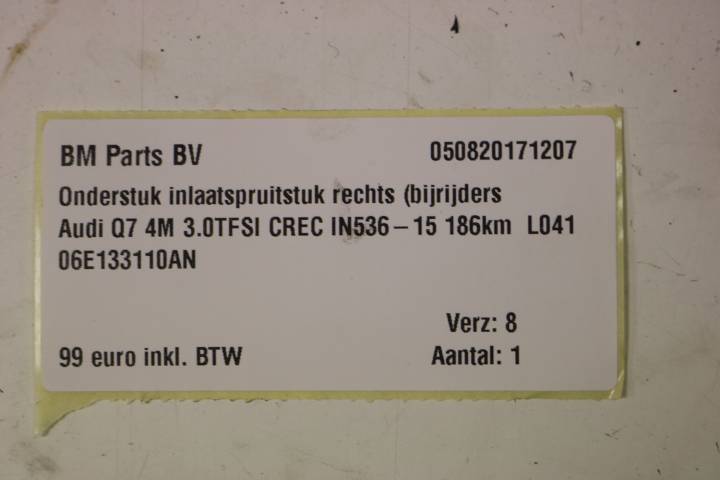 BM Parts BV 050820171207
Onderstuk inlaatspruitstuk rechts (bijrijders
Audi Q7 4M 3.0TFSI CREC IN536-15 186km L041
06E133110AN
Verz: 8
99 euro inkl. BTW Aantal: 1